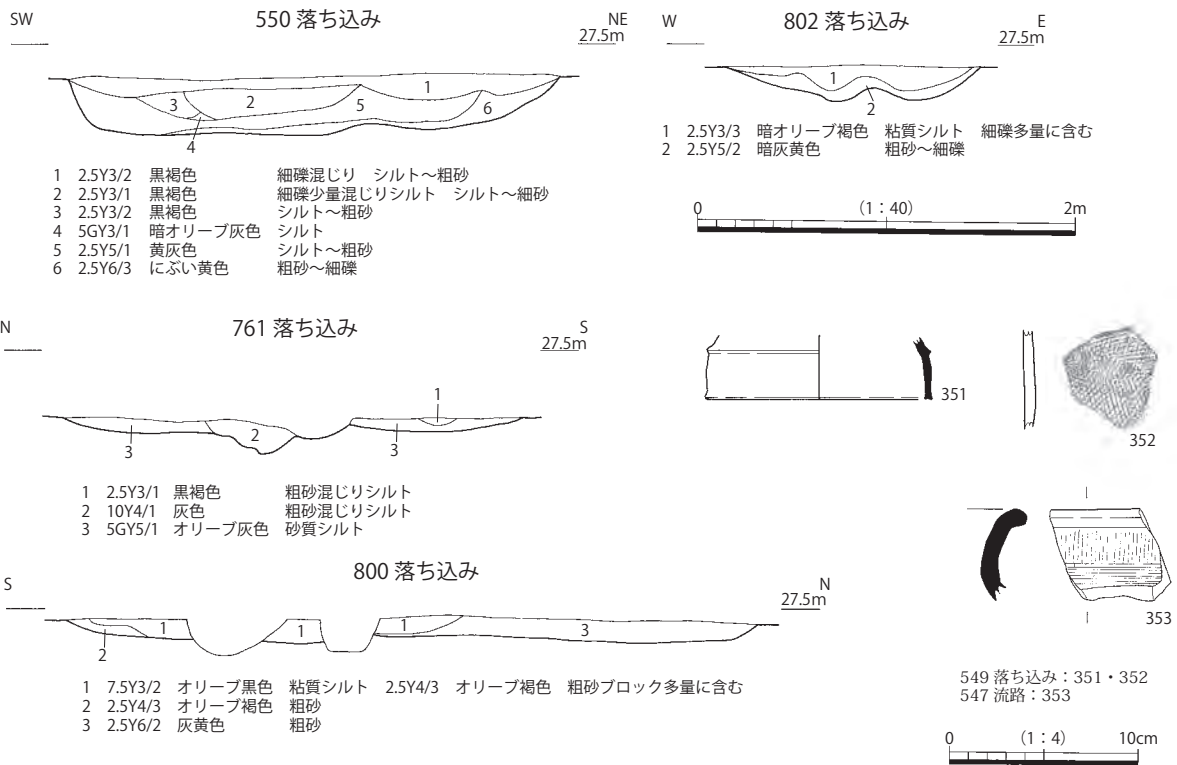 550 落ち込み
SW
NE
27.5m
1
2
3
4
5
6
1 2.5Y3/2 黒褐色 細礫混じり シルト～粗砂
2 2.5Y3/1 黒褐色 細礫少量混じりシルト シルト～細砂
3 2.5Y3/2 黒褐色 シルト～粗砂
4 5GY3/1 暗オリーブ灰色 シルト
5 2.5Y5/1 黄灰色 シルト～粗砂
6 2.5Y6/3 にぶい黄色 粗砂～細礫
802 落ち込み
W
E
27.5m
1
2
1 2.5Y3/3 暗オリーブ褐色 粘質シルト 細礫多量に含む
2 2.5Y5/2 暗灰黄色 粗砂～細礫
0 (1：40) 2m
761 落ち込み
N
S
27.5m
1
2
3
3
1 2.5Y3/1 黒褐色 粗砂混じりシルト
2 10Y4/1 灰色 粗砂混じりシルト
3 5GY5/1 オリーブ灰色 砂質シルト
800 落ち込み
S
N
27.5m
1
1
1
2
3
1 7.5Y3/2 オリーブ黒色 粘質シルト 2.5Y4/3 オリーブ褐色 粗砂ブロック多量に含む
2 2.5Y4/3 オリーブ褐色 粗砂
3 2.5Y6/2 灰黄色 粗砂
351
352
353
549 落ち込み：351・352
547 流路：353
0 (1：4) 10cm